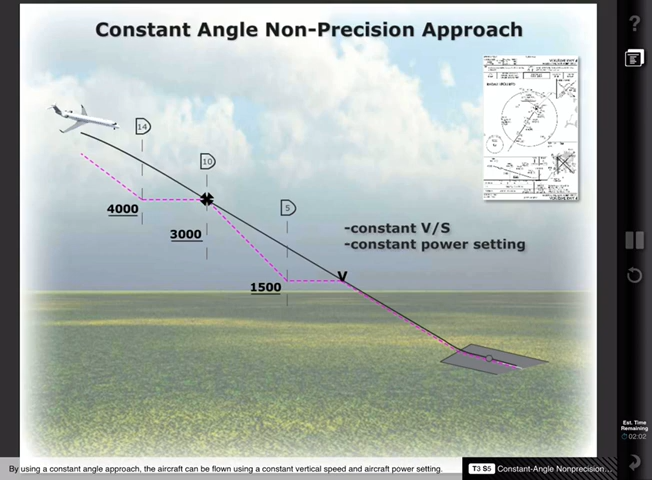 Constant Angle Non-Precision Approach
?
14
10
5
4000
3000
1500
-constant V/S
-constant power setting
V
Est. Time
Remaining
02:02
By using a constant angle approach, the aircraft can be flown using a constant vertical speed and aircraft power setting.
T3 S5 Constant-Angle Nonprecision...